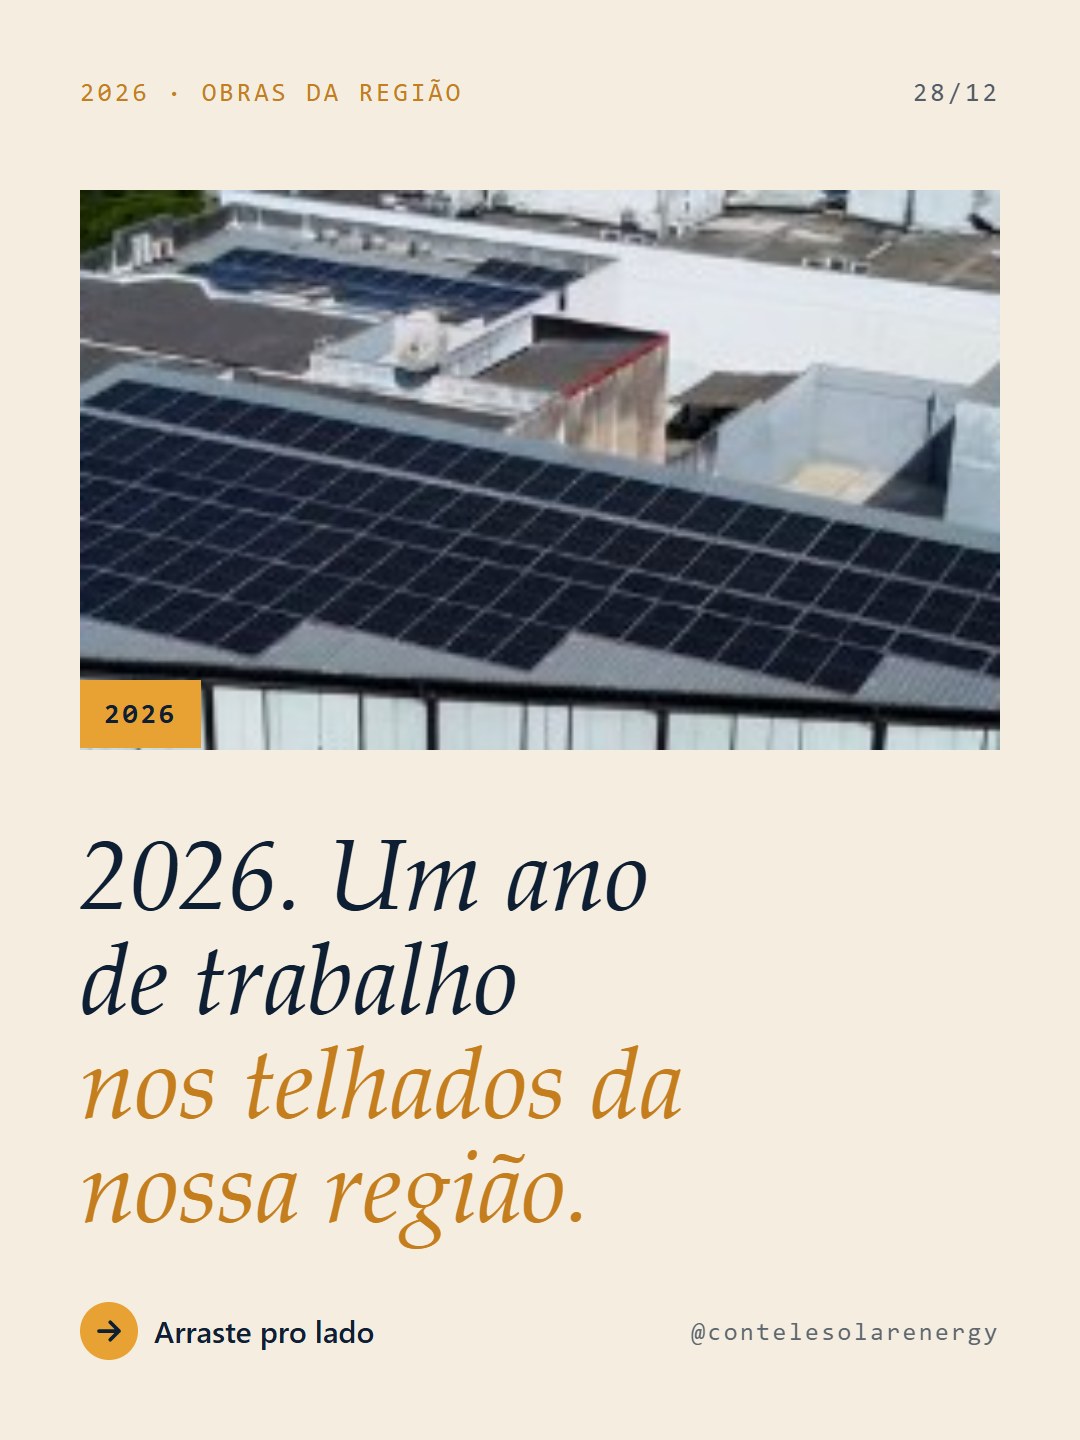 2026 · OBRAS DA REGIÃO
28/12
2026
2026. Um ano
de trabalho
nos telhados da
nossa região.
Arraste pro lado
@contelesolarenergy